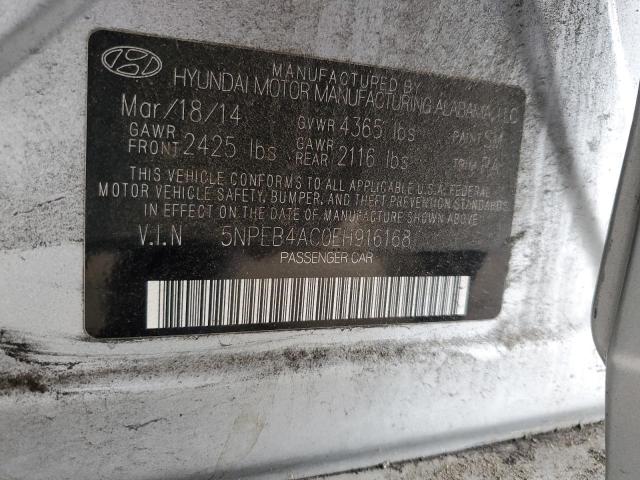 MANUFACTURED BY
HYUNDAI MOTOR MANUFACTURING ALABAMA, LLC
Mar/18/14 GVWR 4365 lbs PAINT SM
GAWR FRONT 2425 lbs GAWR REAR 2116 lbs TRIM RA
THIS VEHICLE CONFORMS TO ALL APPLICABLE U.S.A. FEDERAL
MOTOR VEHICLE SAFETY, BUMPER, AND THEFT PREVENTION STANDARDS
IN EFFECT ON THE DATE OF MANUFACTURE SHOWN ABOVE.
V.I.N 5NPEB4AC0EH916168
PASSENGER CAR